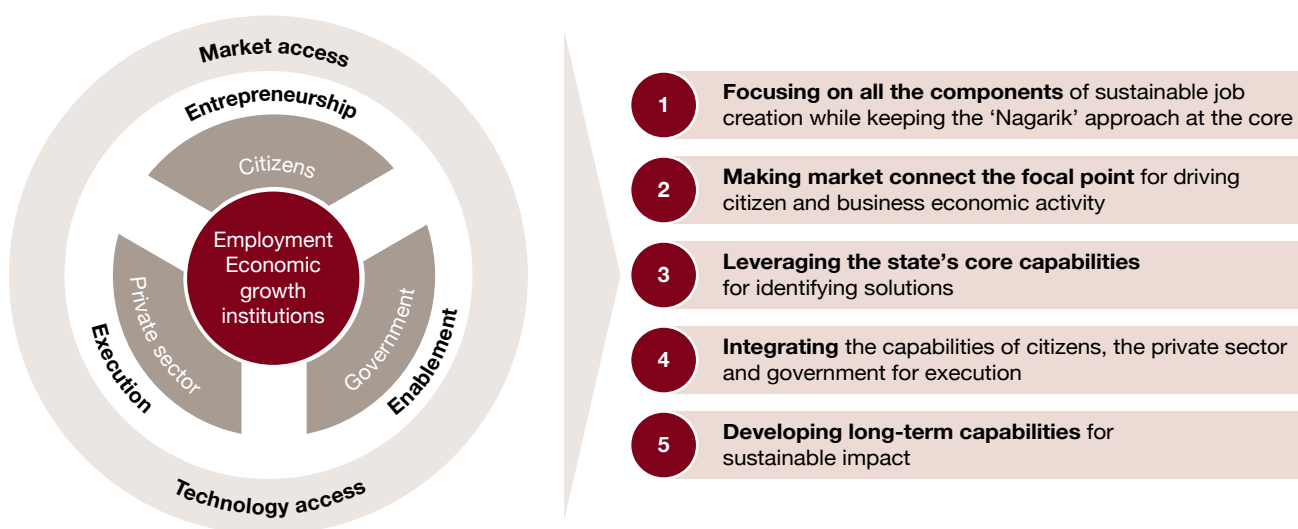 Market access
Entrepreneurship
Citizens
Employment
Economic
growth
institutions
Private sector
Government
Execution
Enablement
Technology access
1
Focusing on all the components of sustainable job
creation while keeping the ‘Nagarik’ approach at the core
2
Making market connect the focal point for driving
citizen and business economic activity
3
Leveraging the state’s core capabilities
for identifying solutions
4
Integrating the capabilities of citizens, the private sector
and government for execution
5
Developing long-term capabilities for
sustainable impact